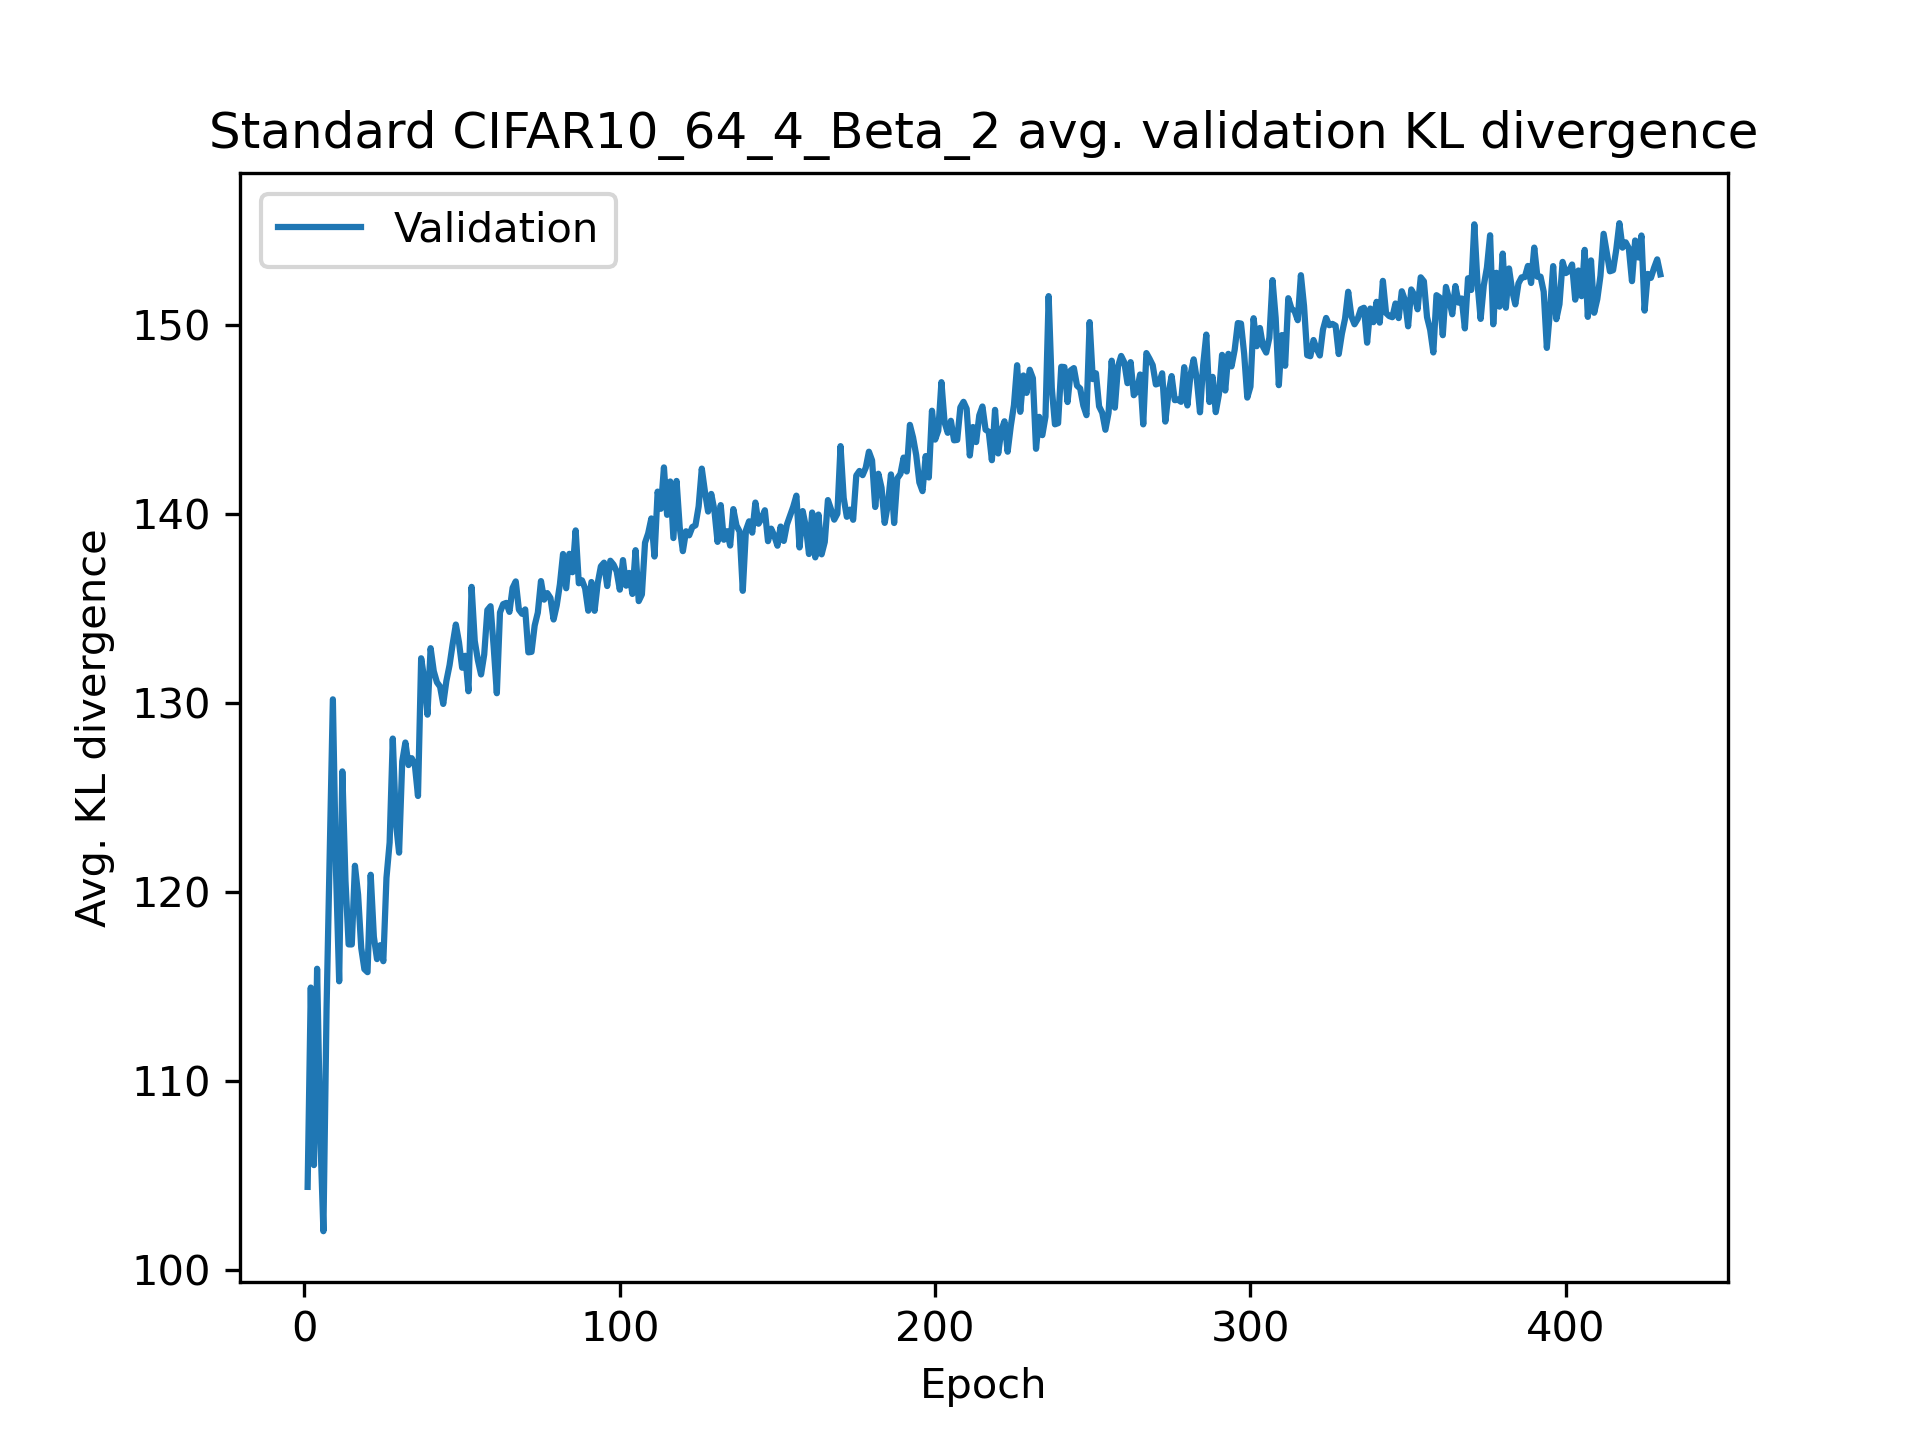 Standard CIFAR10_64_4_Beta_2 avg. validation KL divergence
Validation
Avg. KL divergence
150
140
130
120
110
100
0 100 200 300 400
Epoch